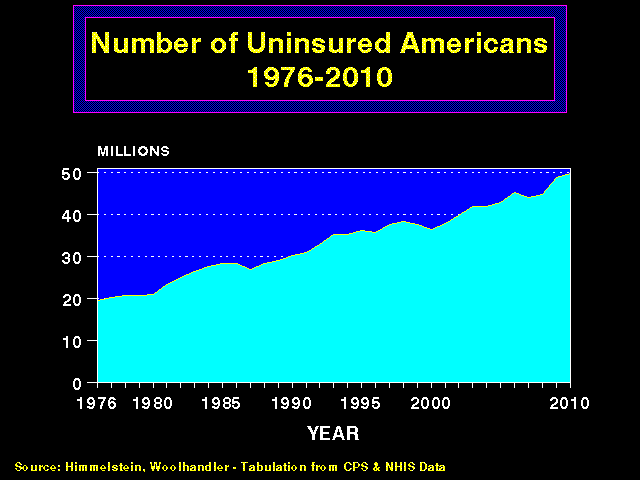 Number of Uninsured Americans
1976-2010
MILLIONS
50
40
30
20
10
0
1976 1980 1985 1990 1995 2000 2010
YEAR
Source: Himmelstein, Woolhandler - Tabulation from CPS & NHIS Data